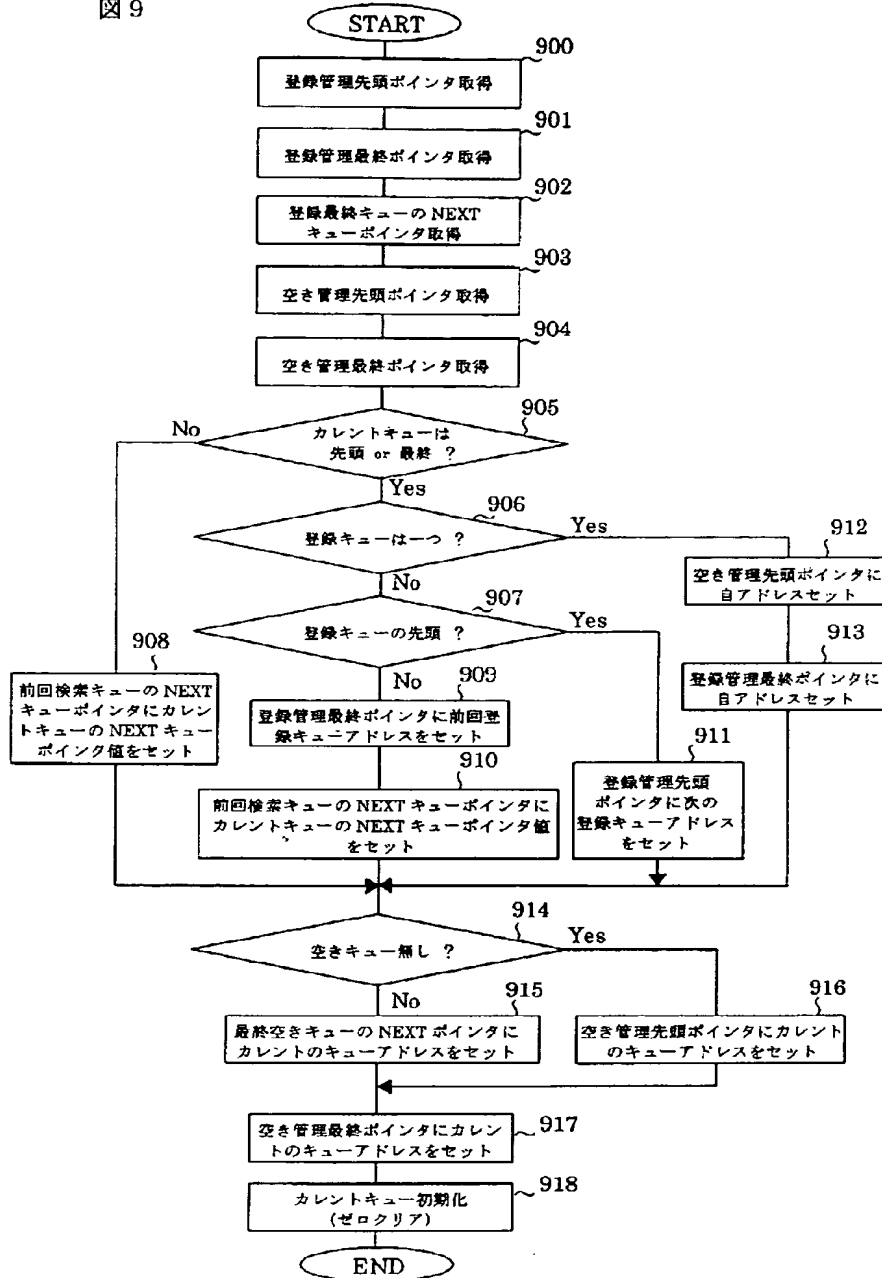 図9
START
900
登録管理先頭ポインタ取得
901
登録管理最終ポインタ取得
902
登録最終キューの NEXT
キューポインタ取得
903
空き管理先頭ポインタ取得
904
空き管理最終ポインタ取得
905
カレントキューは
先頭 or 最終 ?
No
Yes
906
登録キューは一つ ?
Yes
No
912
空き管理先頭ポインタに
自アドレスセット
907
登録キューの先頭 ?
Yes
No
913
登録管理最終ポインタに
自アドレスセット
908
前回検索キューの NEXT
キューポインタにカレン
トキューの NEXT キュー
ポインタ値をセット
909
登録管理最終ポインタに前回登
録キューアドレスをセット
910
前回検索キューの NEXT キューポインタに
カレントキューの NEXT キューポインタ値
をセット
911
登録管理先頭
ポインタに次の
登録キューアドレス
をセット
914
空きキュー無し ?
Yes
No
915
最終空きキューの NEXT ポインタに
カレントのキューアドレスをセット
916
空き管理先頭ポインタにカレント
のキューアドレスをセット
917
空き管理最終ポインタにカレン
トのキューアドレスをセット
918
カレントキュー初期化
(ゼロクリア)
END